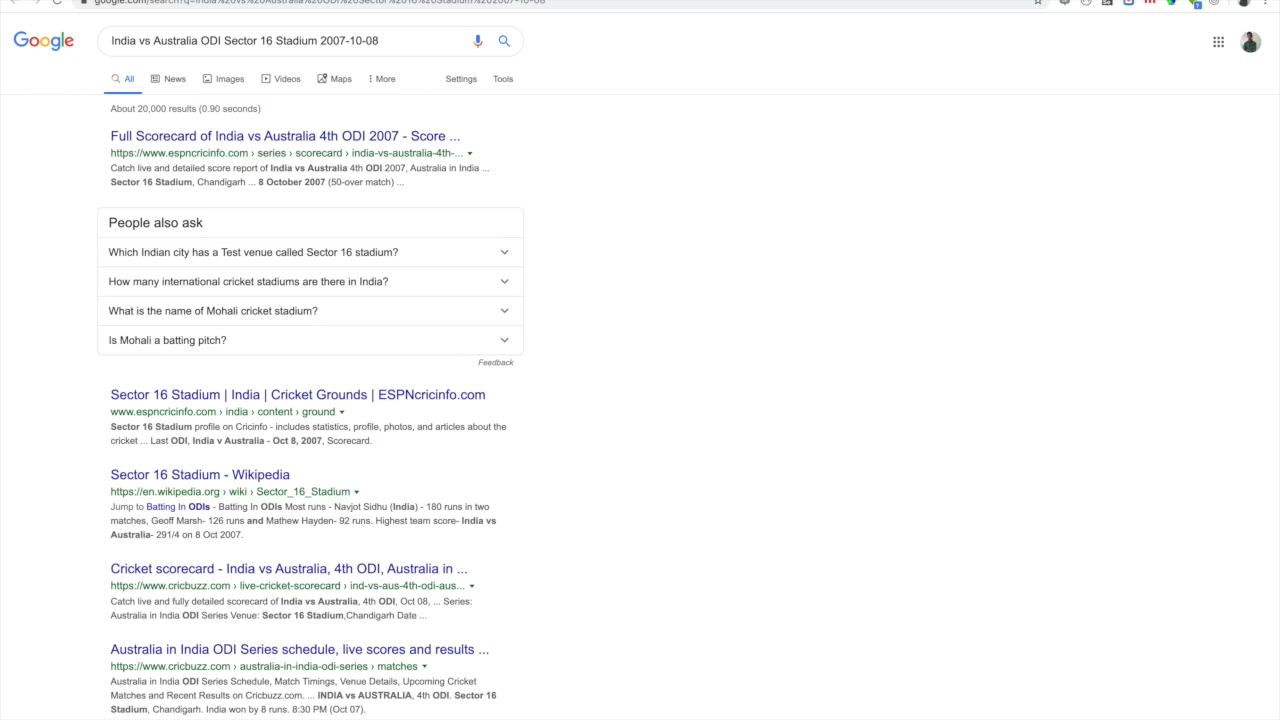 google.com/search?q=India%20vs%20Australia%20ODI%20Sector%2016%20Stadium%202007-10-08
Google
India vs Australia ODI Sector 16 Stadium 2007-10-08
All News Images Videos Maps More Settings Tools
About 20,000 results (0.90 seconds)
Full Scorecard of India vs Australia 4th ODI 2007 - Score ...
https://www.espncricinfo.com › series › scorecard › india-vs-australia-4th-...
Catch live and detailed score report of India vs Australia 4th ODI 2007, Australia in India ...
Sector 16 Stadium, Chandigarh ... 8 October 2007 (50-over match) ...
People also ask
Which Indian city has a Test venue called Sector 16 stadium?
How many international cricket stadiums are there in India?
What is the name of Mohali cricket stadium?
Is Mohali a batting pitch?
Feedback
Sector 16 Stadium | India | Cricket Grounds | ESPNcricinfo.com
www.espncricinfo.com › india › content › ground
Sector 16 Stadium profile on Cricinfo - includes statistics, profile, photos, and articles about the
cricket ... Last ODI, India v Australia - Oct 8, 2007, Scorecard.
Sector 16 Stadium - Wikipedia
https://en.wikipedia.org › wiki › Sector_16_Stadium
Jump to Batting In ODIs - Batting In ODIs Most runs - Navjot Sidhu (India) - 180 runs in two
matches, Geoff Marsh- 126 runs and Mathew Hayden- 92 runs. Highest team score- India vs
Australia- 291/4 on 8 Oct 2007.
Cricket scorecard - India vs Australia, 4th ODI, Australia in ...
https://www.cricbuzz.com › live-cricket-scorecard › ind-vs-aus-4th-odi-aus...
Catch live and fully detailed scorecard of India vs Australia, 4th ODI, Oct 08, ... Series:
Australia in India ODI Series Venue: Sector 16 Stadium,Chandigarh Date ...
Australia in India ODI Series schedule, live scores and results ...
https://www.cricbuzz.com › australia-in-india-odi-series › matches
Australia in India ODI Series Schedule, Match Timings, Venue Details, Upcoming Cricket
Matches and Recent Results on Cricbuzz.com. ... INDIA vs AUSTRALIA, 4th ODI. Sector 16
Stadium, Chandigarh. India won by 8 runs. 8:30 PM (Oct 07).